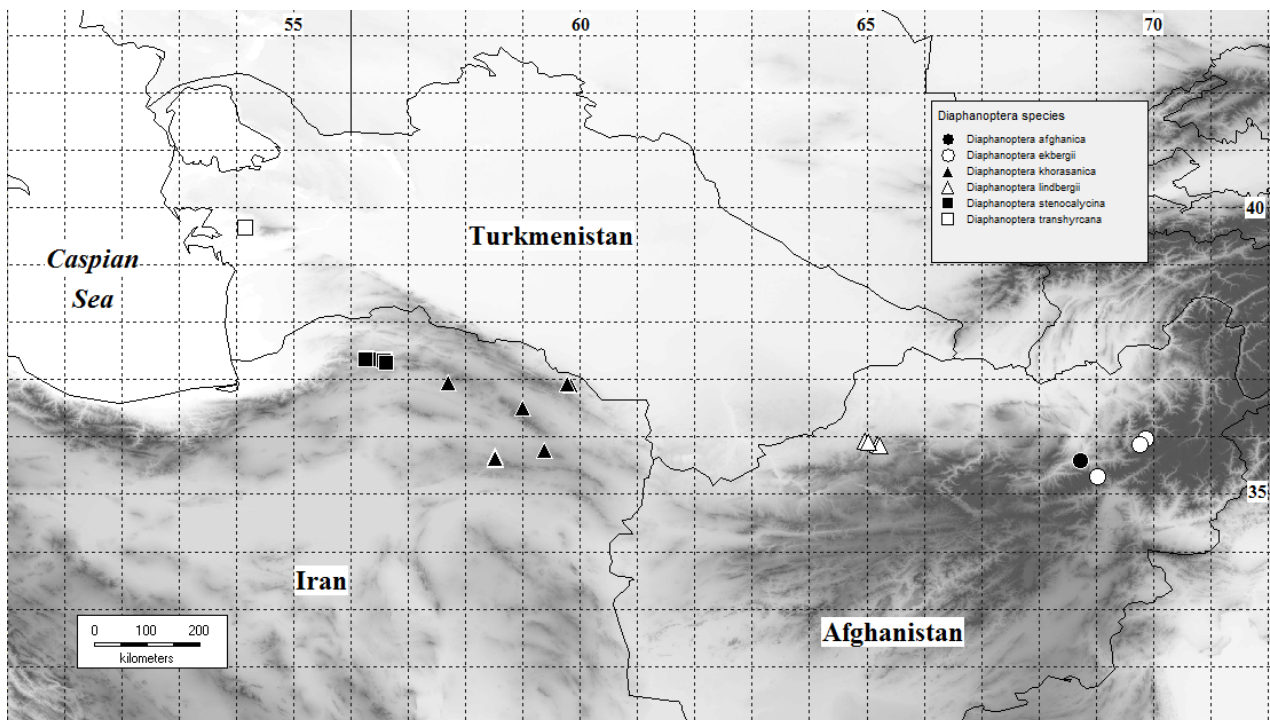 55 60 65 70
Diaphanoptera species
Diaphanoptera afghanica
Diaphanoptera ekbergii
Diaphanoptera khorasanica
Diaphanoptera lindbergii
Diaphanoptera stenocalycina
Diaphanoptera transhyrcana
40
Turkmenistan
Caspian
Sea
35
Iran
0 100 200
kilometers
Afghanistan